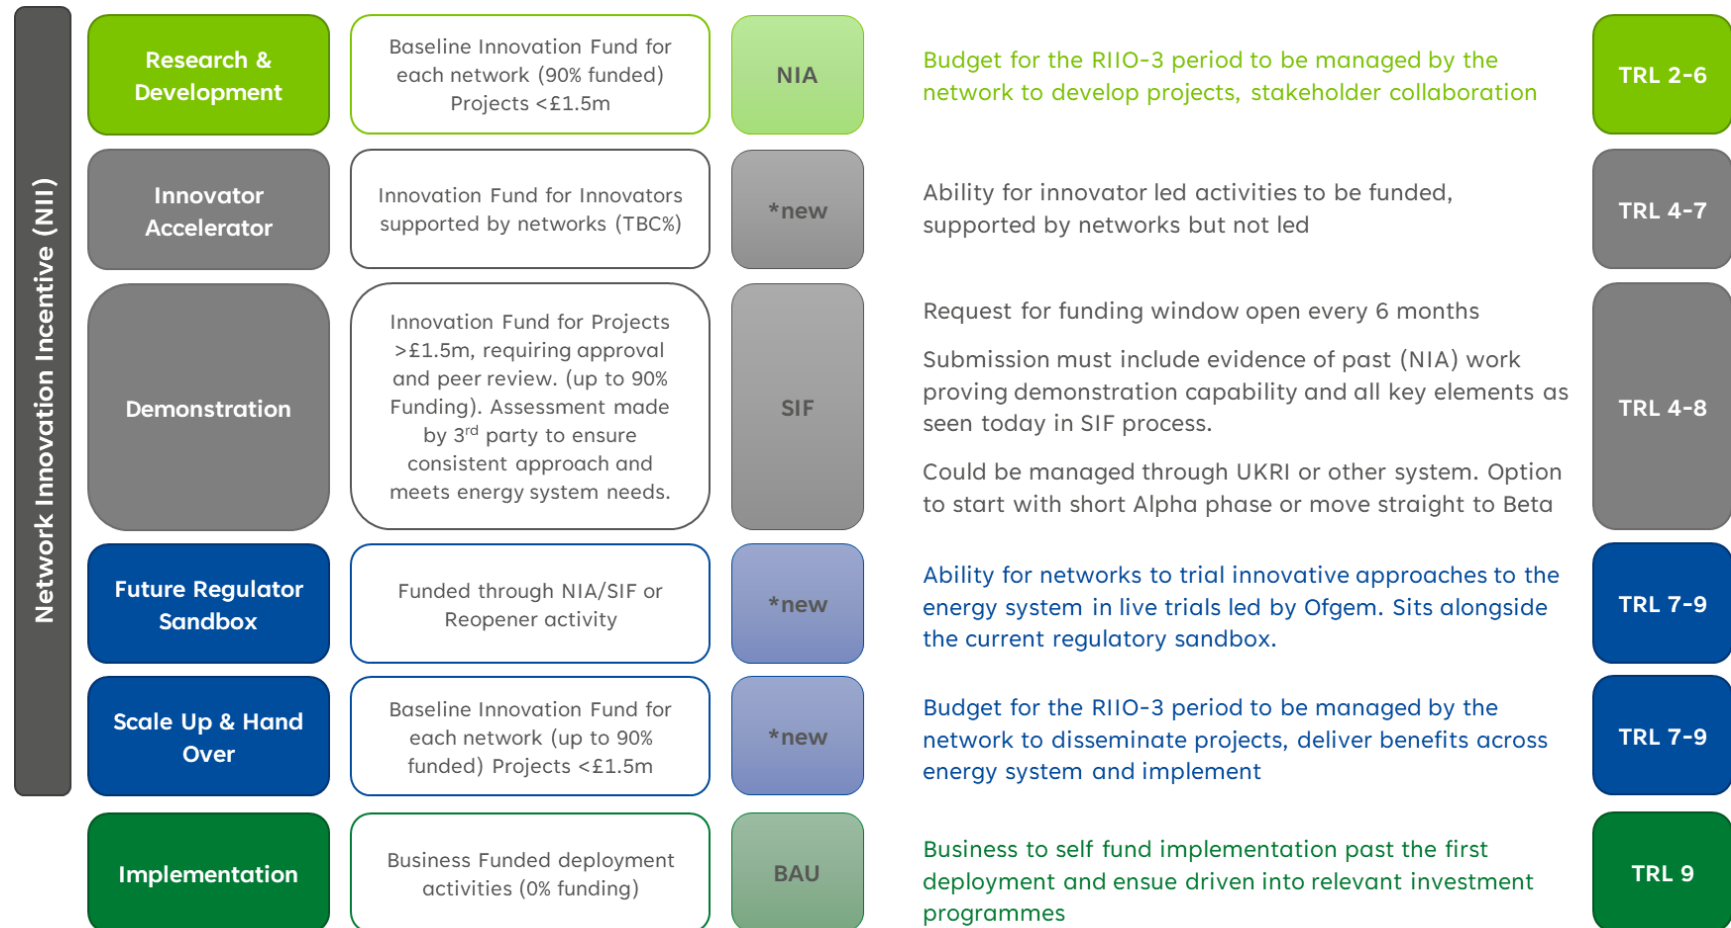 Network Innovation Incentive (NII)
Research &
Development
Baseline Innovation Fund for
each network (90% funded)
Projects <£1.5m
NIA
Budget for the RIIO-3 period to be managed by the
network to develop projects, stakeholder collaboration
TRL 2-6
Innovator
Accelerator
Innovation Fund for Innovators
supported by networks (TBC%)
*new
Ability for innovator led activities to be funded,
supported by networks but not led
TRL 4-7
Demonstration
Innovation Fund for Projects
>£1.5m, requiring approval
and peer review. (up to 90%
Funding). Assessment made
by 3rd party to ensure
consistent approach and
meets energy system needs.
SIF
Request for funding window open every 6 months
Submission must include evidence of past (NIA) work
proving demonstration capability and all key elements as
seen today in SIF process.
Could be managed through UKRI or other system. Option
to start with short Alpha phase or move straight to Beta
TRL 4-8
Future Regulator
Sandbox
Funded through NIA/SIF or
Reopener activity
*new
Ability for networks to trial innovative approaches to the
energy system in live trials led by Ofgem. Sits alongside
the current regulatory sandbox.
TRL 7-9
Scale Up & Hand
Over
Baseline Innovation Fund for
each network (up to 90%
funded) Projects <£1.5m
*new
Budget for the RIIO-3 period to be managed by the
network to disseminate projects, deliver benefits across
energy system and implement
TRL 7-9
Implementation
Business Funded deployment
activities (0% funding)
BAU
Business to self fund implementation past the first
deployment and ensue driven into relevant investment
programmes
TRL 9